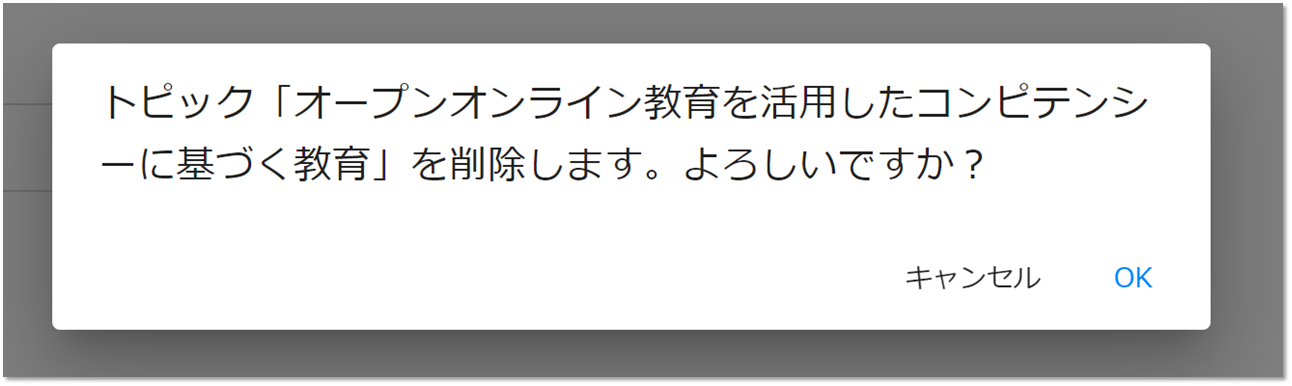 トピック「オープンオンライン教育を活用したコンピテンシ
ーに基づく教育」を削除します。よろしいですか？
キャンセル
OK